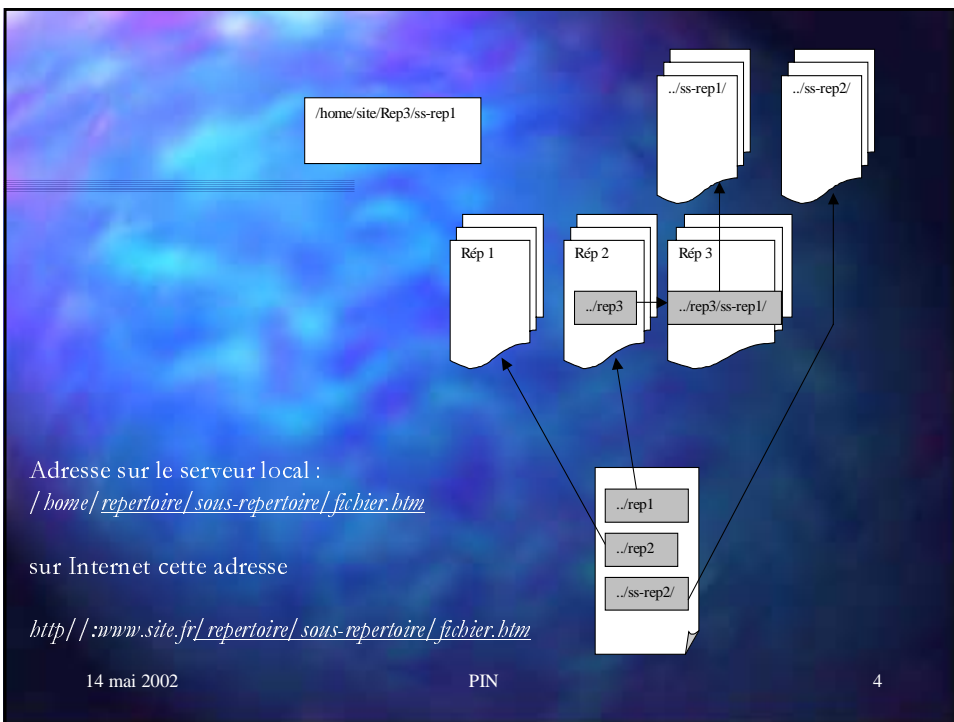 /home/site/Rep3/ss-rep1
../ss-rep1/
../ss-rep2/
Rép 1
Rép 2
Rép 3
../rep3
../rep3/ss-rep1/
../rep1
../rep2
../ss-rep2/
Adresse sur le serveur local :
/home/repertoire/sous-repertoire/fichier.htm
sur Internet cette adresse
http//:www.site.fr/repertoire/sous-repertoire/fichier.htm
14 mai 2002
PIN
4